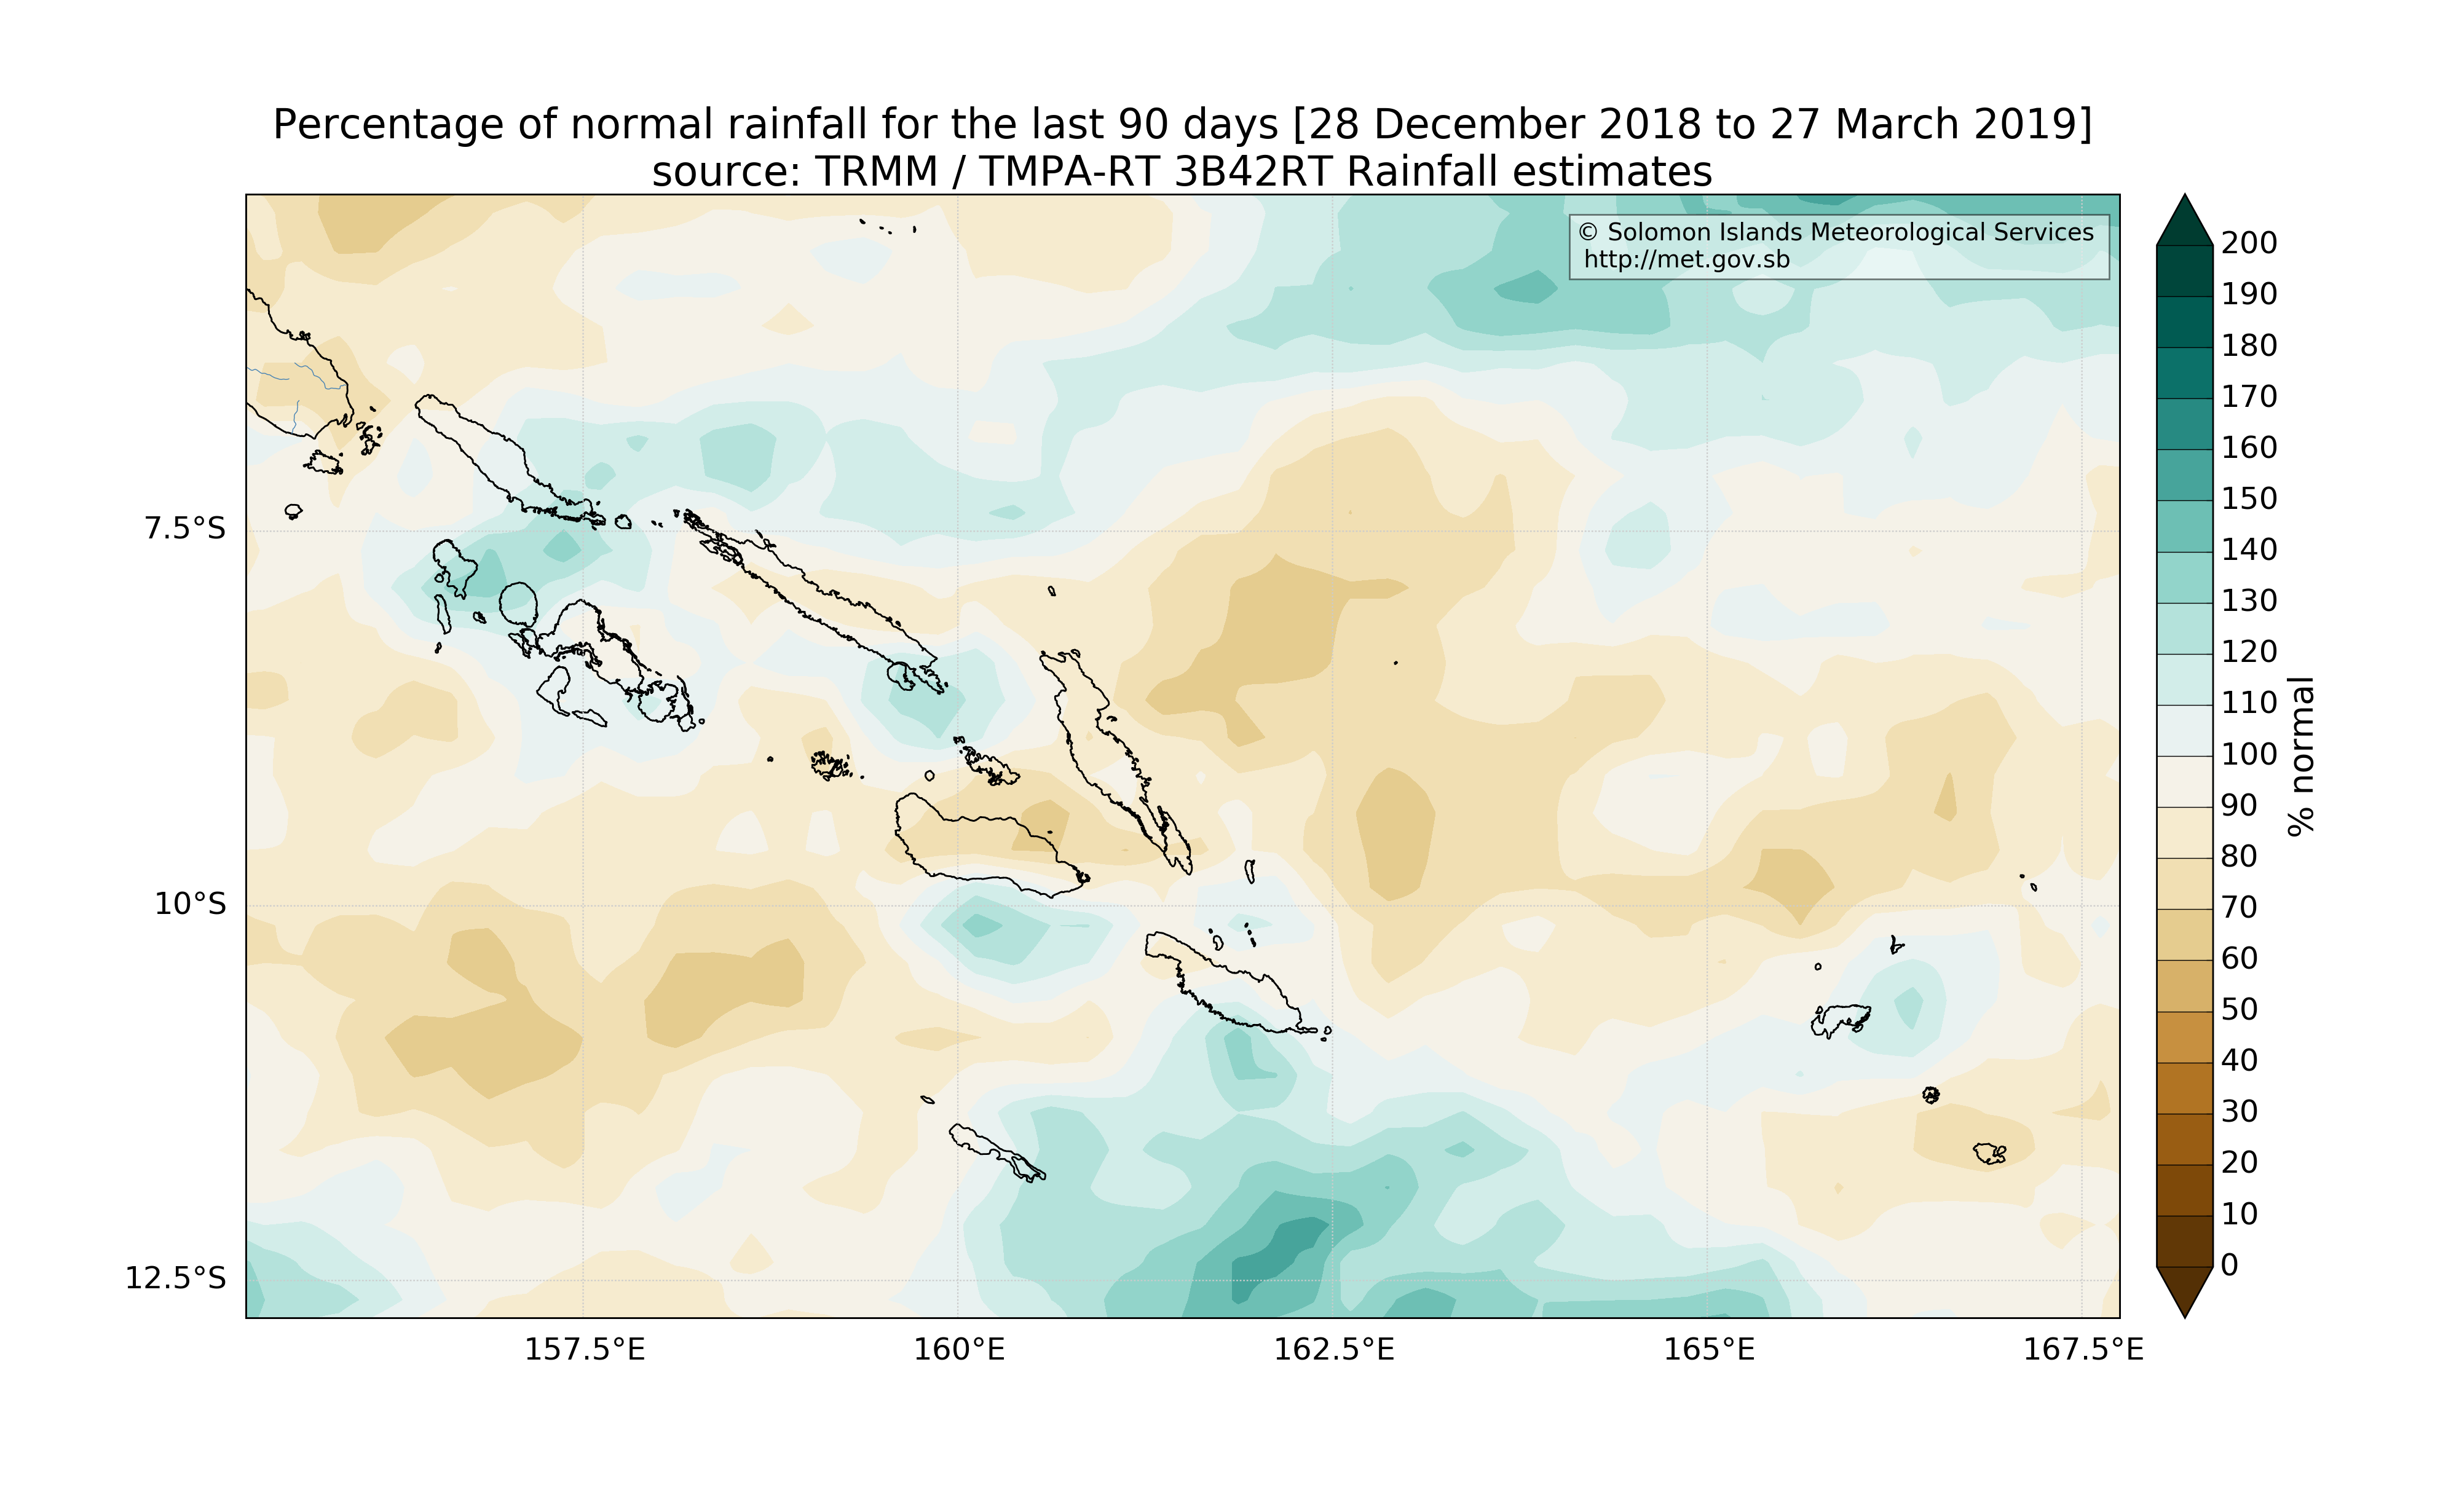 Percentage of normal rainfall for the last 90 days [28 December 2018 to 27 March 2019]
source: TRMM / TMPA-RT 3B42RT Rainfall estimates
© Solomon Islands Meteorological Services
http://met.gov.sb
7.5°S
10°S
12.5°S
157.5°E
160°E
162.5°E
165°E
167.5°E
200
190
180
170
160
150
140
130
120
110
100
90
80
70
60
50
40
30
20
10
0
% normal